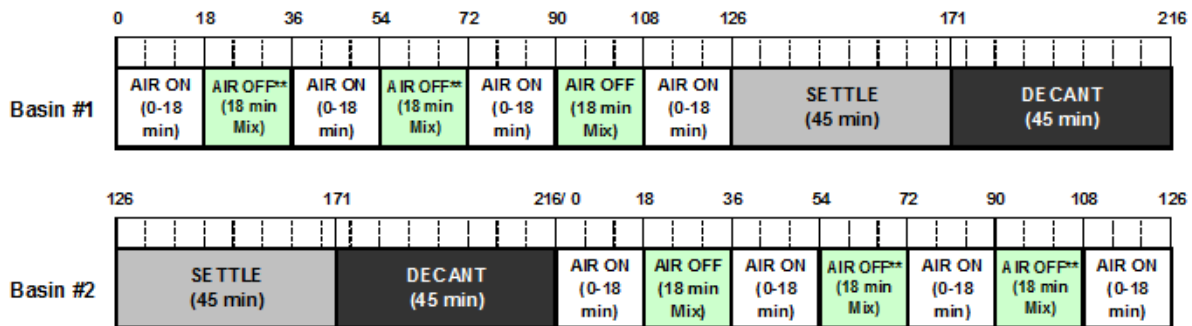 0 18 36 54 72 90 108 126 171 216
Basin #1
AIR ON
(0-18
min)
AIR OFF**
(18 min
Mix)
AIR ON
(0-18
min)
AIR OFF**
(18 min
Mix)
AIR ON
(0-18
min)
AIR OFF
(18 min
Mix)
AIR ON
(0-18
min)
SETTLE
(45 min)
DECANT
(45 min)
126 171 216/ 0 18 36 54 72 90 108 126
Basin #2
SETTLE
(45 min)
DECANT
(45 min)
AIR ON
(0-18
min)
AIR OFF
(18 min
Mix)
AIR ON
(0-18
min)
AIR OFF**
(18 min
Mix)
AIR ON
(0-18
min)
AIR OFF**
(18 min
Mix)
AIR ON
(0-18
min)